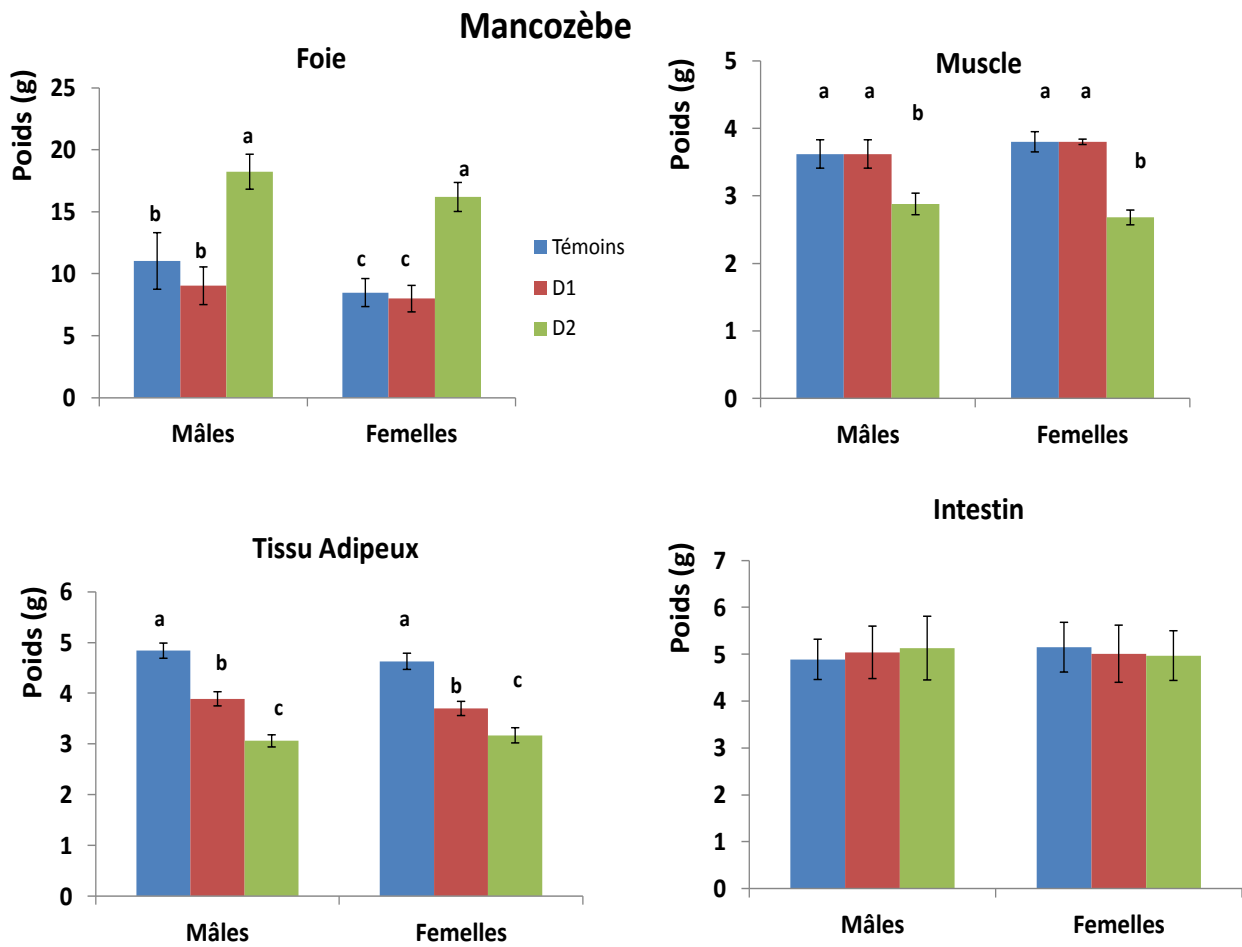 Mancozèbe
Foie
Poids (g)
25
20
15
10
5
0
b
b
a
c
c
a
Mâles
Femelles
Témoins
D1
D2
Muscle
Poids (g)
5
4
3
2
1
0
a
a
b
a
a
b
Mâles
Femelles
Tissu Adipeux
Poids (g)
6
5
4
3
2
1
0
a
b
c
a
b
c
Mâles
Femelles
Intestin
Poids (g)
7
6
5
4
3
2
1
0
Mâles
Femelles